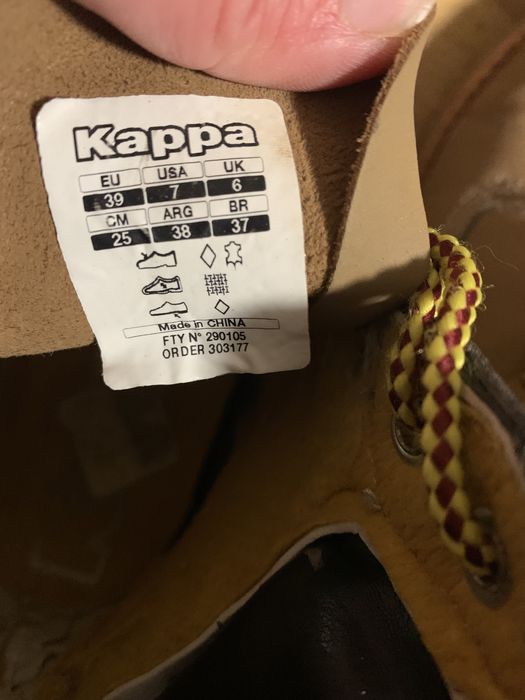 Kappa
EU USA UK
39 7 6
CM ARG BR
25 38 37
Made in CHINA
FTY N° 290105
ORDER 303177